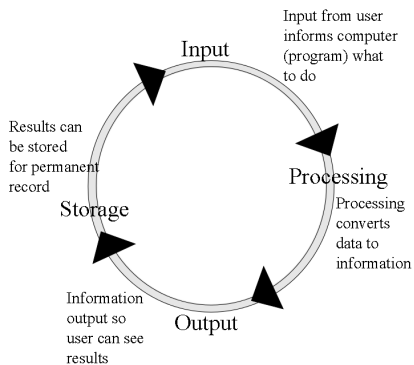 Input
Input from user
informs computer
(program) what
to do
Processing
Processing
converts
data to
information
Output
Information
output so
user can see
results
Storage
Results can
be stored
for permanent
record